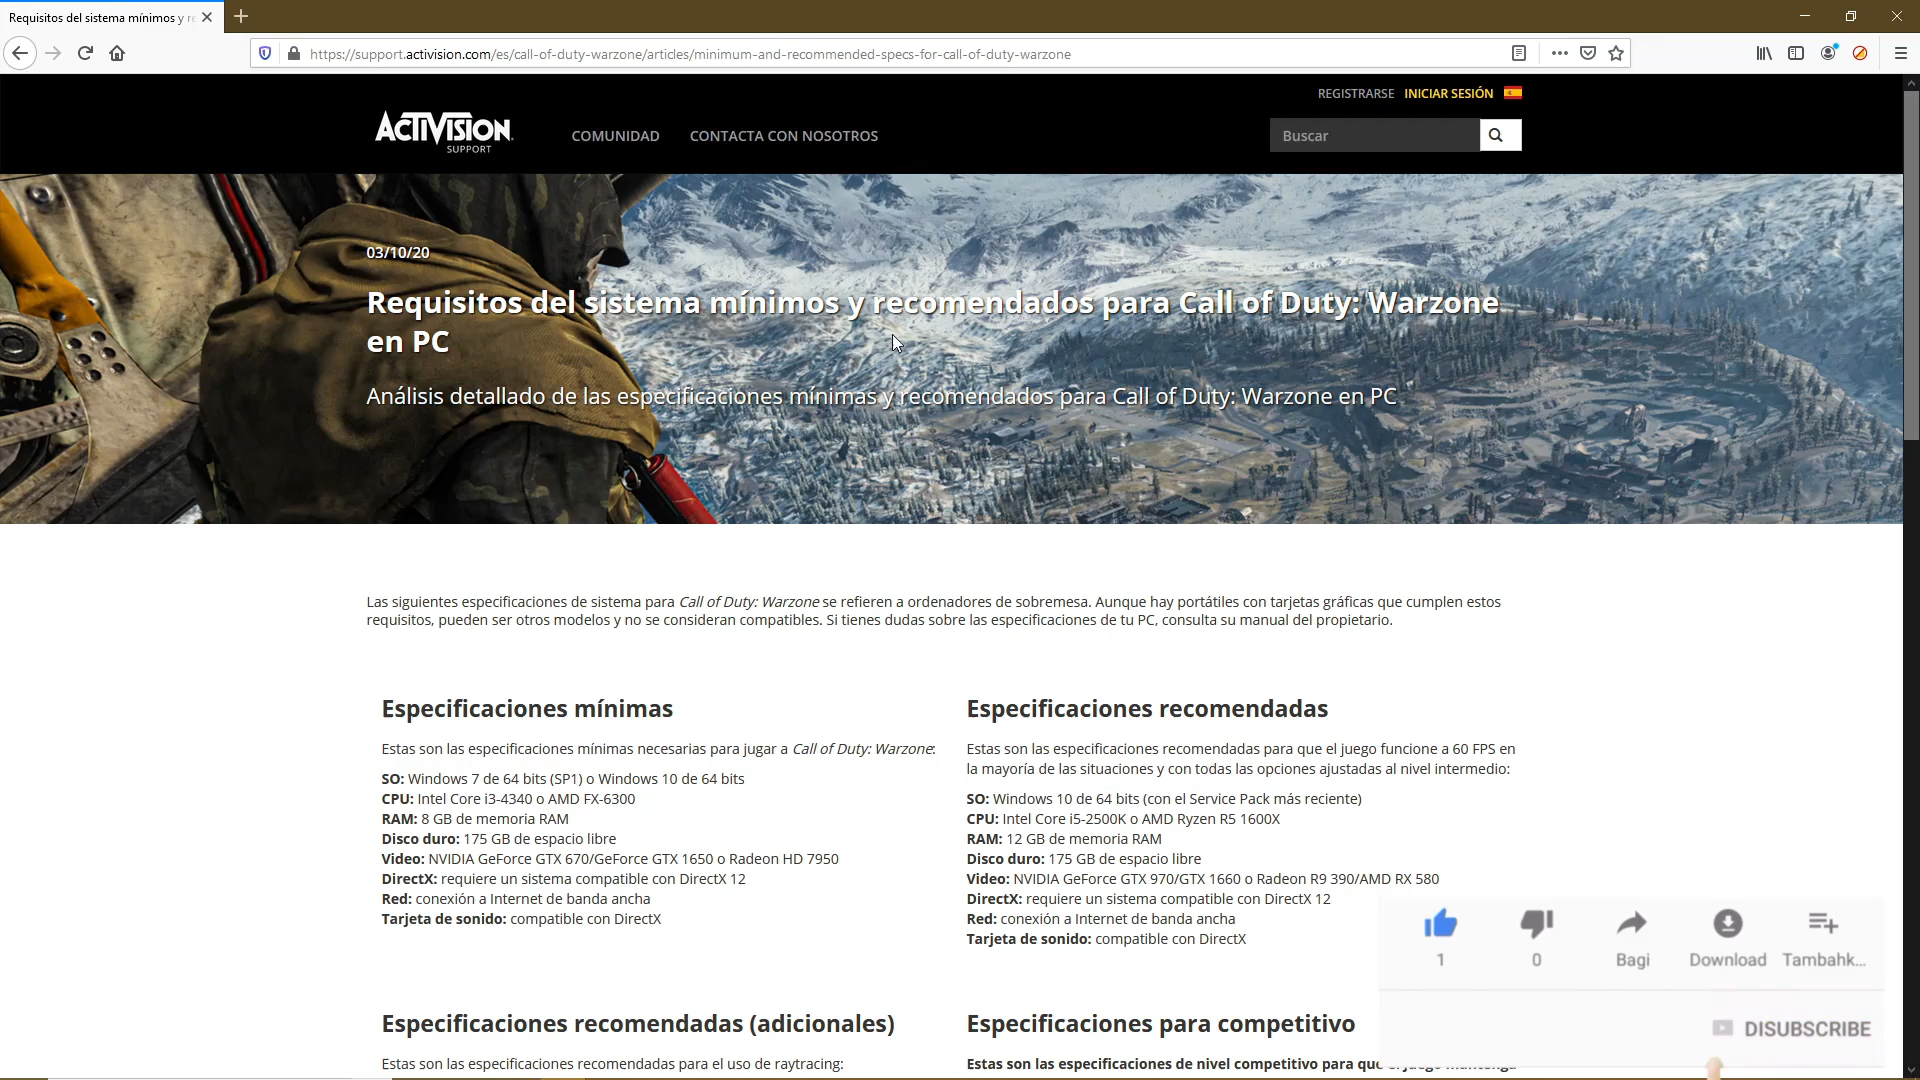 Requisitos del sistema mínimos y re
https://support.activision.com/es/call-of-duty-warzone/articles/minimum-and-recommended-specs-for-call-of-duty-warzone
REGISTRARSE INICIAR SESIÓN
ACTIVISION
SUPPORT
COMUNIDAD CONTACTA CON NOSOTROS
Buscar
03/10/20
Requisitos del sistema mínimos y recomendados para Call of Duty: Warzone
en PC
Análisis detallado de las especificaciones mínimas y recomendados para Call of Duty: Warzone en PC
Las siguientes especificaciones de sistema para Call of Duty: Warzone se refieren a ordenadores de sobremesa. Aunque hay portátiles con tarjetas gráficas que cumplen estos
requisitos, pueden ser otros modelos y no se consideran compatibles. Si tienes dudas sobre las especificaciones de tu PC, consulta su manual del propietario.
Especificaciones mínimas
Estas son las especificaciones mínimas necesarias para jugar a Call of Duty: Warzone:
SO: Windows 7 de 64 bits (SP1) o Windows 10 de 64 bits
CPU: Intel Core i3-4340 o AMD FX-6300
RAM: 8 GB de memoria RAM
Disco duro: 175 GB de espacio libre
Video: NVIDIA GeForce GTX 670/GeForce GTX 1650 o Radeon HD 7950
DirectX: requiere un sistema compatible con DirectX 12
Red: conexión a Internet de banda ancha
Tarjeta de sonido: compatible con DirectX
Especificaciones recomendadas
Estas son las especificaciones recomendadas para que el juego funcione a 60 FPS en
la mayoría de las situaciones y con todas las opciones ajustadas al nivel intermedio:
SO: Windows 10 de 64 bits (con el Service Pack más reciente)
CPU: Intel Core i5-2500K o AMD Ryzen R5 1600X
RAM: 12 GB de memoria RAM
Disco duro: 175 GB de espacio libre
Video: NVIDIA GeForce GTX 970/GTX 1660 o Radeon R9 390/AMD RX 580
DirectX: requiere un sistema compatible con DirectX 12
Red: conexión a Internet de banda ancha
Tarjeta de sonido: compatible con DirectX
Especificaciones recomendadas (adicionales)
Estas son las especificaciones recomendadas para el uso de raytracing:
Especificaciones para competitivo
Estas son las especificaciones de nivel competitivo para que el juego mantenga
1 0 Bagi Download Tambahk...
DISUBSCRIBE